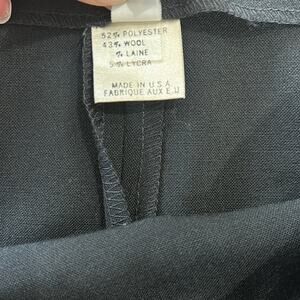 52% POLYESTER
43% WOOL
% LAINE
5% LYCRA
MADE IN U.S.A.
FABRIQUE AUX E.U